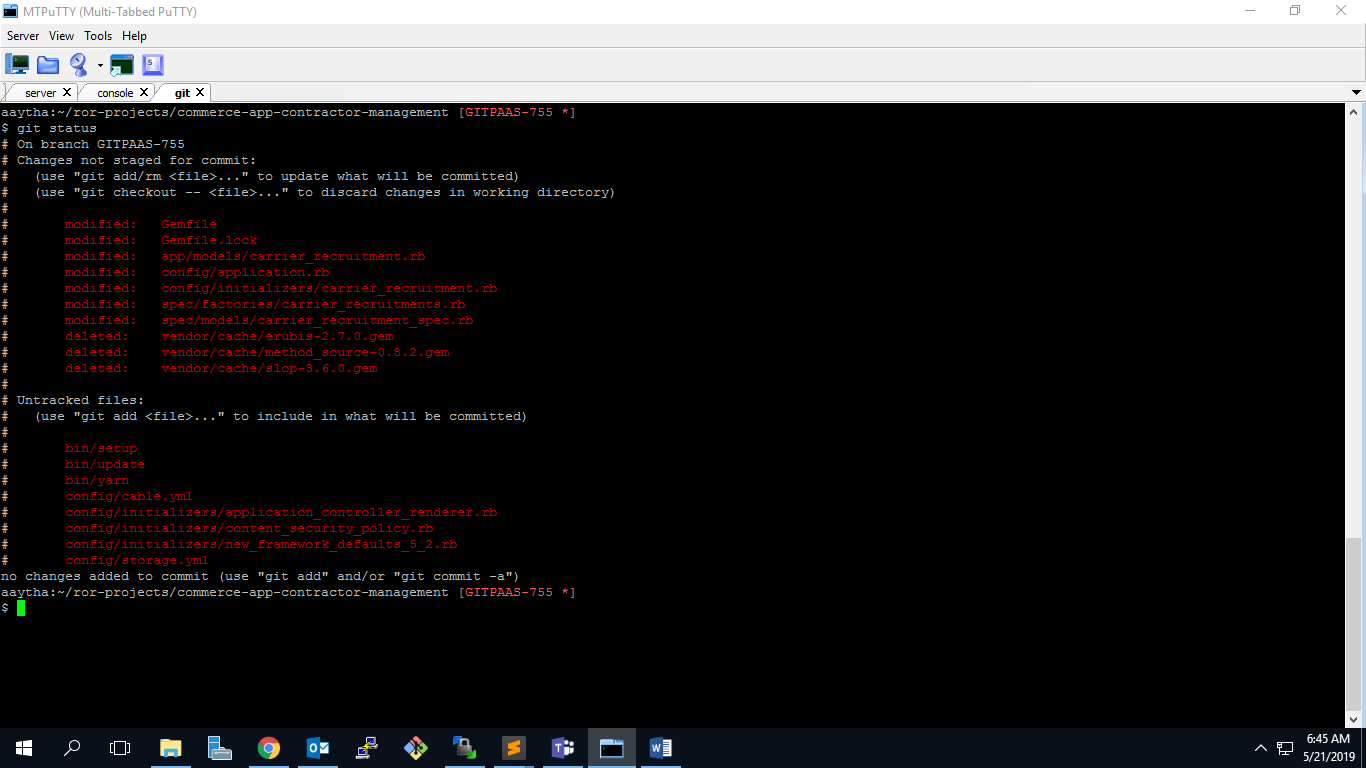 MTPuTTY (Multi-Tabbed PuTTY)
Server View Tools Help
server console git
aaytha:~/ror-projects/commerce-app-contractor-management [GITPAAS-755 *]
$ git status
# On branch GITPAAS-755
# Changes not staged for commit:
#   (use "git add/rm <file>..." to update what will be committed)
#   (use "git checkout -- <file>..." to discard changes in working directory)
#
#       modified:   Gemfile
#       modified:   Gemfile.lock
#       modified:   app/models/carrier_recruitment.rb
#       modified:   config/application.rb
#       modified:   config/initializers/carrier_recruitment.rb
#       modified:   spec/factories/carrier_recruitments.rb
#       modified:   spec/models/carrier_recruitment_spec.rb
#       deleted:    vendor/cache/erubis-2.7.0.gem
#       deleted:    vendor/cache/method_source-0.8.2.gem
#       deleted:    vendor/cache/slop-3.6.0.gem
#
# Untracked files:
#   (use "git add <file>..." to include in what will be committed)
#
#       bin/setup
#       bin/update
#       bin/yarn
#       config/cable.yml
#       config/initializers/application_controller_renderer.rb
#       config/initializers/content_security_policy.rb
#       config/initializers/new_framework_defaults_5_2.rb
#       config/storage.yml
no changes added to commit (use "git add" and/or "git commit -a")
aaytha:~/ror-projects/commerce-app-contractor-management [GITPAAS-755 *]
$
6:45 AM
5/21/2019